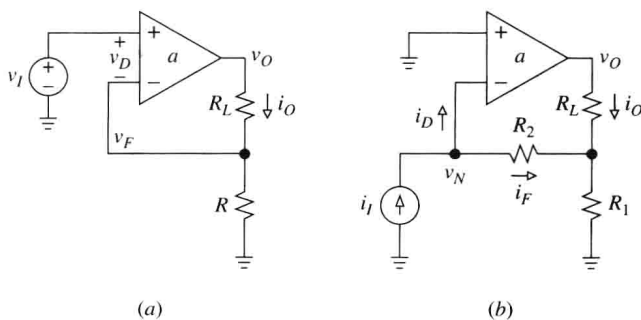 +
v_D
−
a
v_O
v_I
+
−
R_L
i_O
v_F
R
(a)
+
−
a
v_O
i_D
R_L
i_O
R_2
v_N
i_F
i_I
R_1
(b)